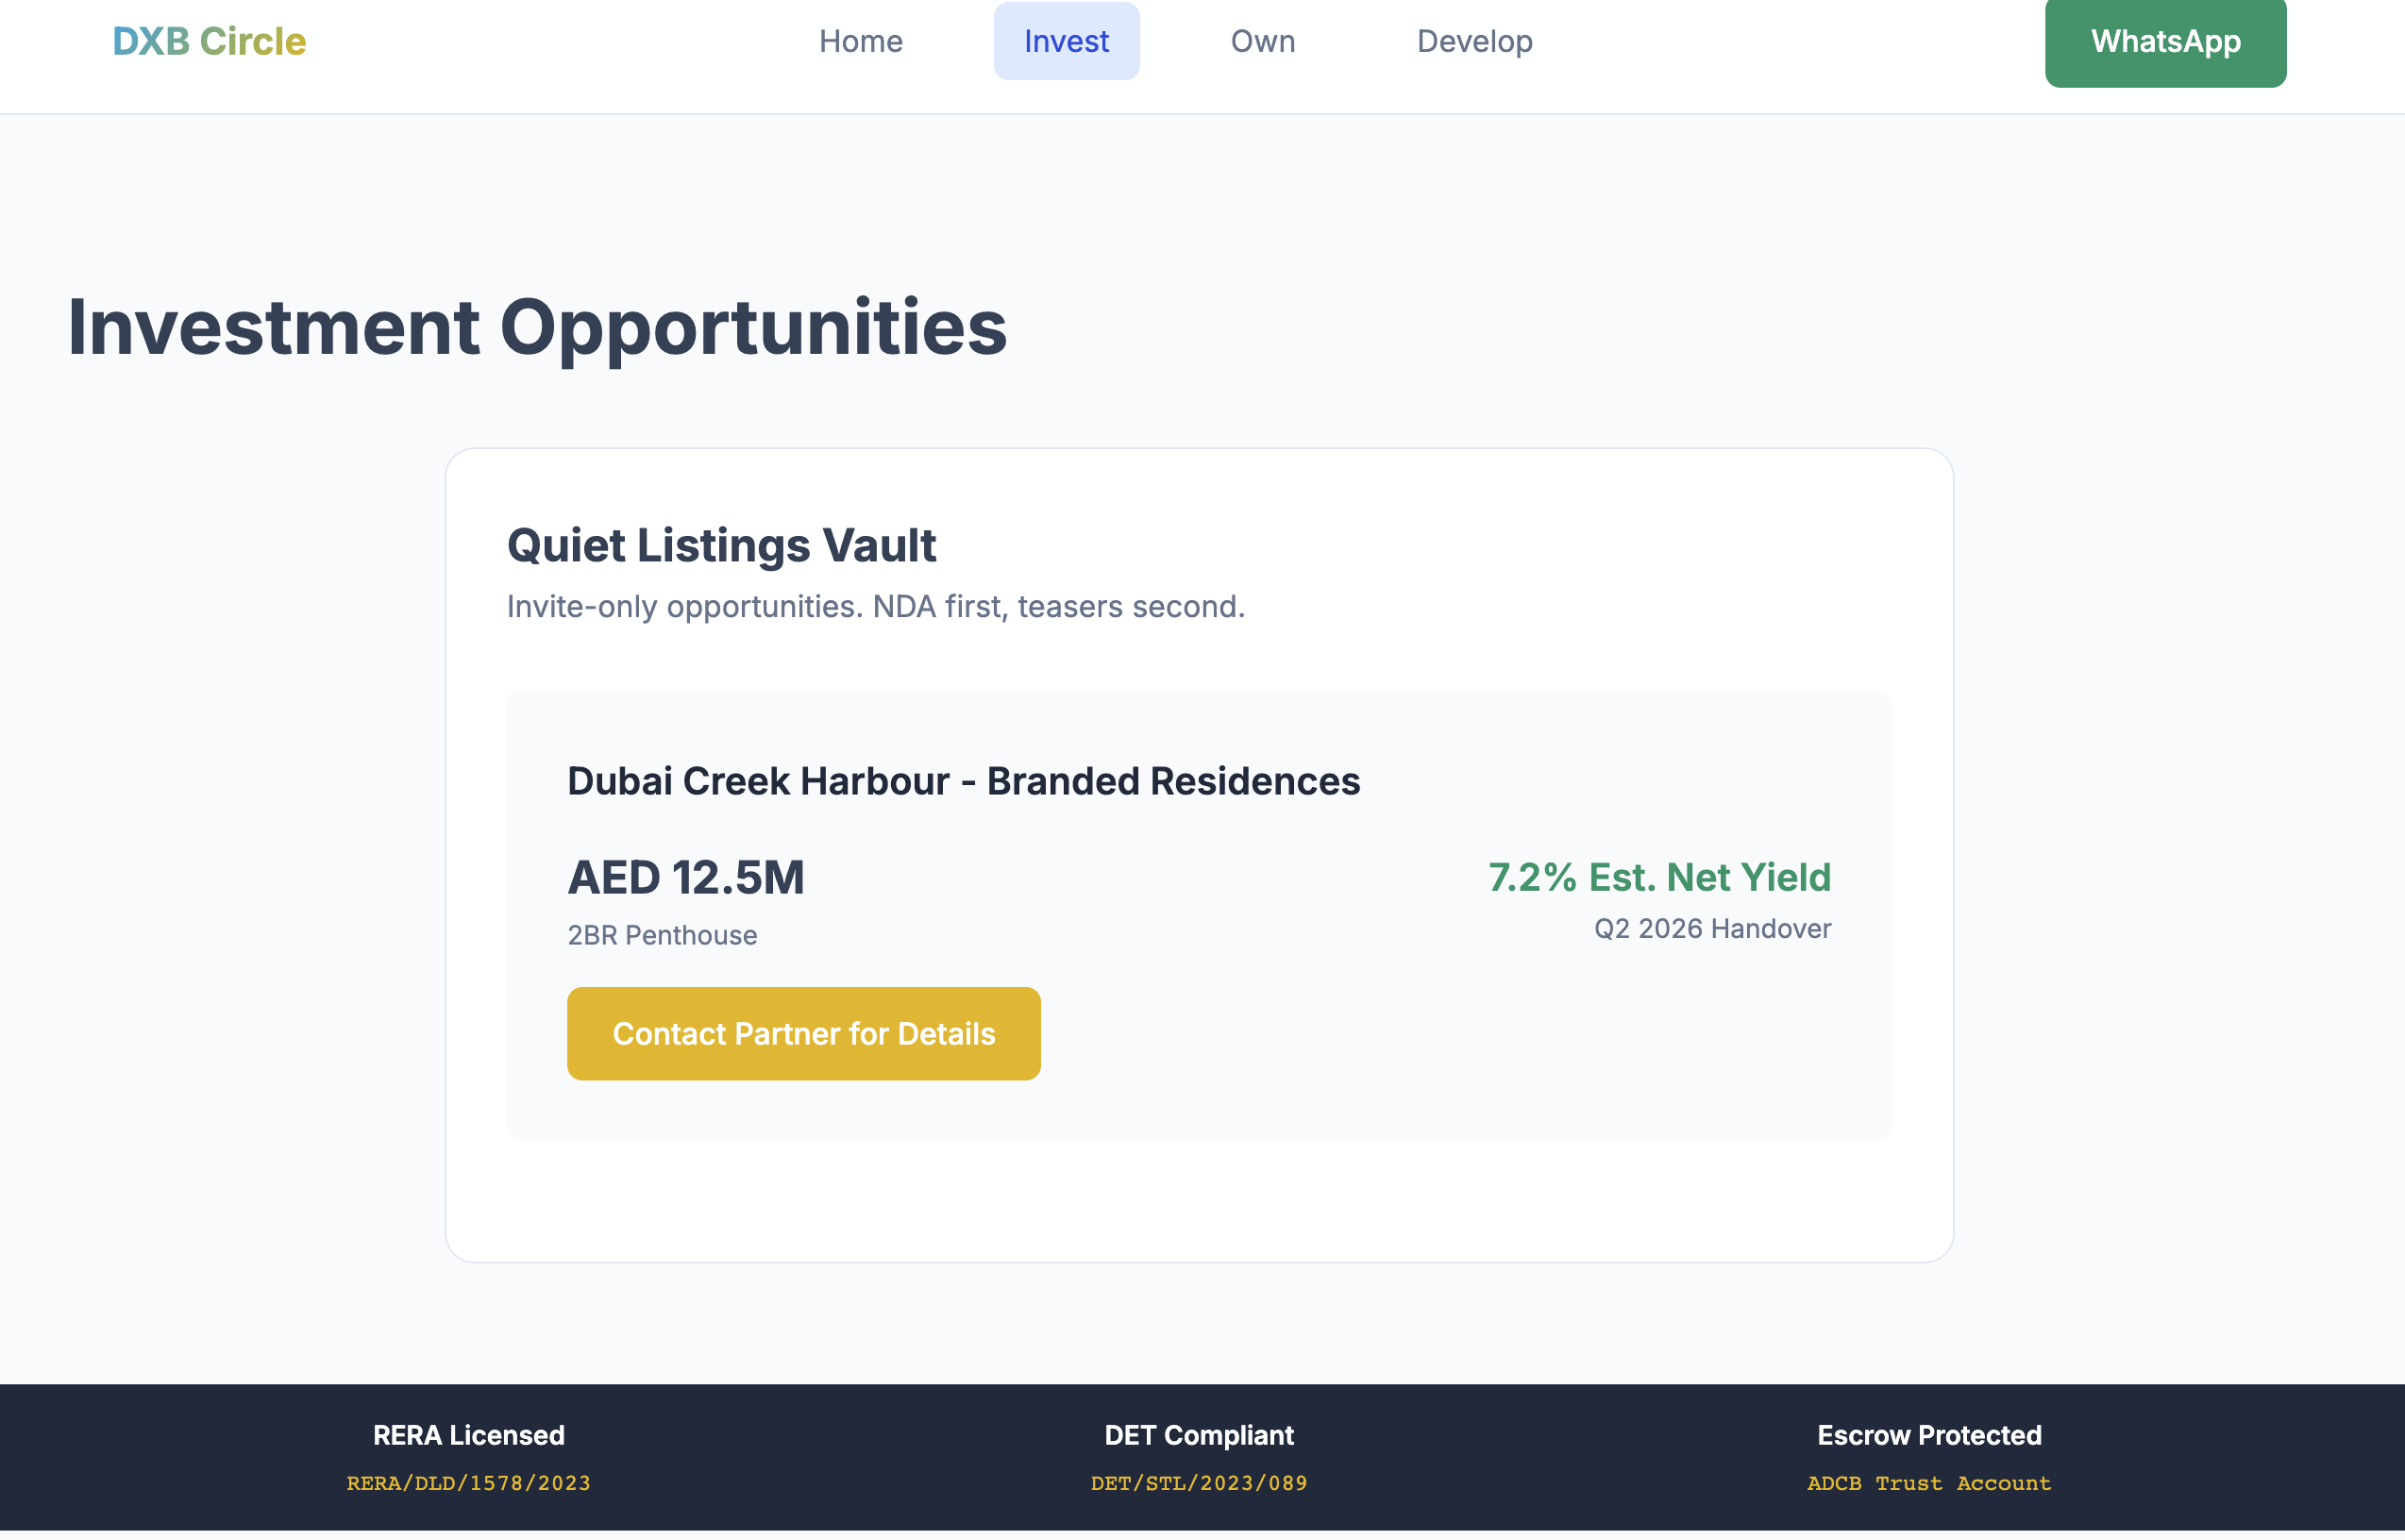 DXB Circle
Home
Invest
Own
Develop
WhatsApp
Investment Opportunities
Quiet Listings Vault
Invite-only opportunities. NDA first, teasers second.
Dubai Creek Harbour - Branded Residences
AED 12.5M
7.2% Est. Net Yield
2BR Penthouse
Q2 2026 Handover
Contact Partner for Details
RERA Licensed
RERA/DLD/1578/2023
DET Compliant
DET/STL/2023/089
Escrow Protected
ADCB Trust Account